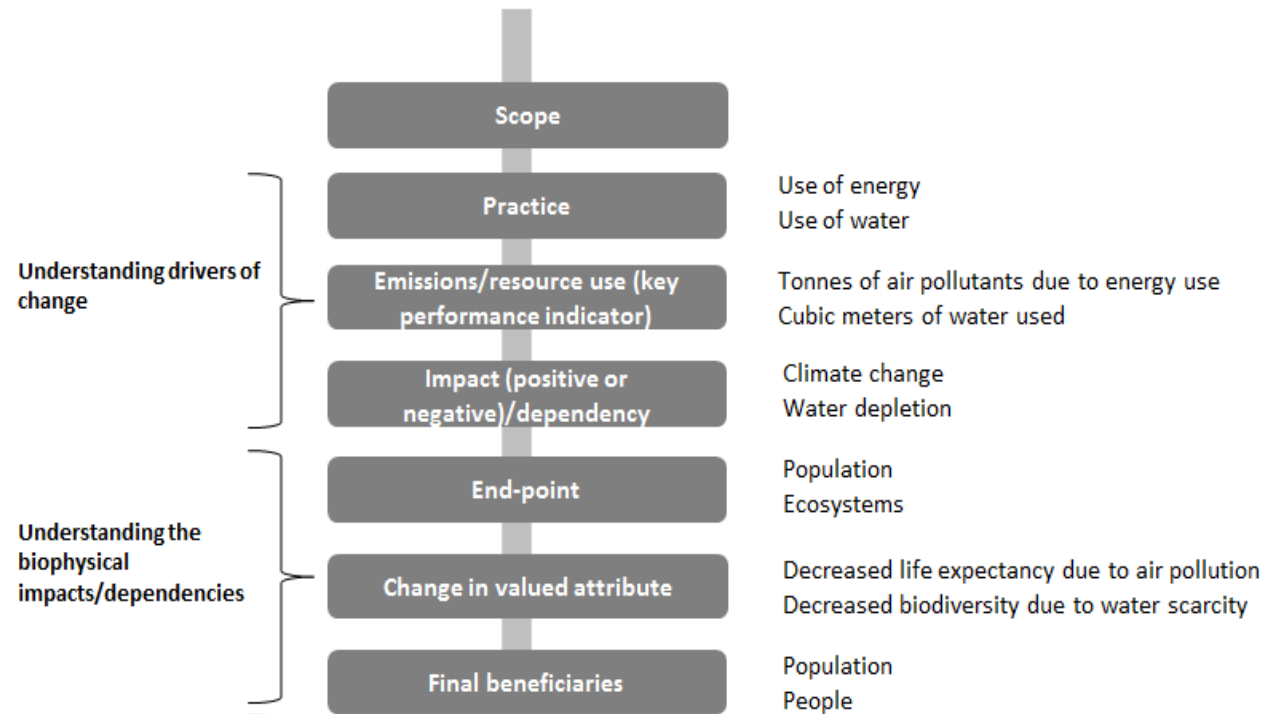 Scope
Practice
Use of energy
Use of water
Understanding drivers of
change
Emissions/resource use (key
performance indicator)
Tonnes of air pollutants due to energy use
Cubic meters of water used
Impact (positive or
negative)/dependency
Climate change
Water depletion
End-point
Population
Ecosystems
Understanding the
biophysical
impacts/dependencies
Change in valued attribute
Decreased life expectancy due to air pollution
Decreased biodiversity due to water scarcity
Final beneficiaries
Population
People